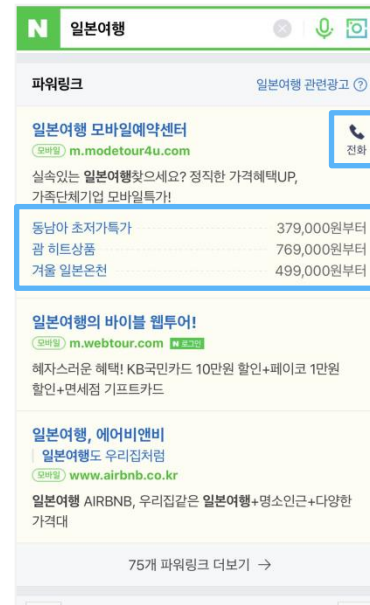 N 일본여행
파워링크 일본여행 관련광고 ?
일본여행 모바일예약센터
전화
모바일 m.modetour4u.com
실속있는 일본여행찾으세요? 정직한 가격혜택UP,
가족단체기업 모바일특가!
동남아 초저가특가 379,000원부터
괌 히트상품 769,000원부터
겨울 일본온천 499,000원부터
일본여행의 바이블 웹투어!
모바일 m.webtour.com N 로그인
혜자스러운 혜택! KB국민카드 10만원 할인+페이코 1만원
할인+면세점 기프트카드
일본여행, 에어비앤비
일본여행도 우리집처럼
모바일 www.airbnb.co.kr
일본여행 AIRBNB, 우리집같은 일본여행+명소인근+다양한
가격대
75개 파워링크 더보기 →